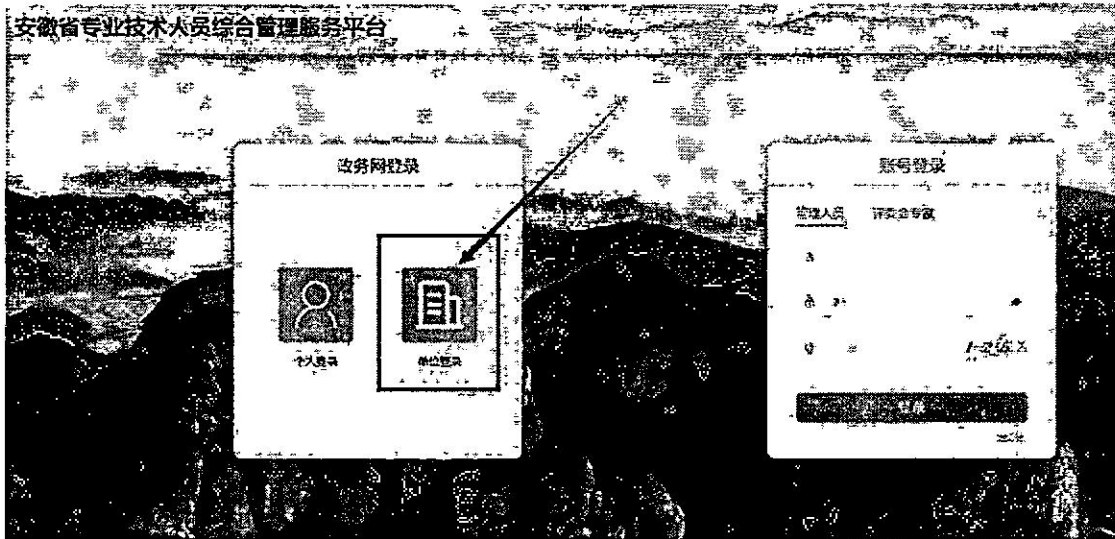 安徽省专业技术人员综合管理服务平台
政务网登录
个人登录
单位登录
账号登录
管理人员 评委会专家
登录